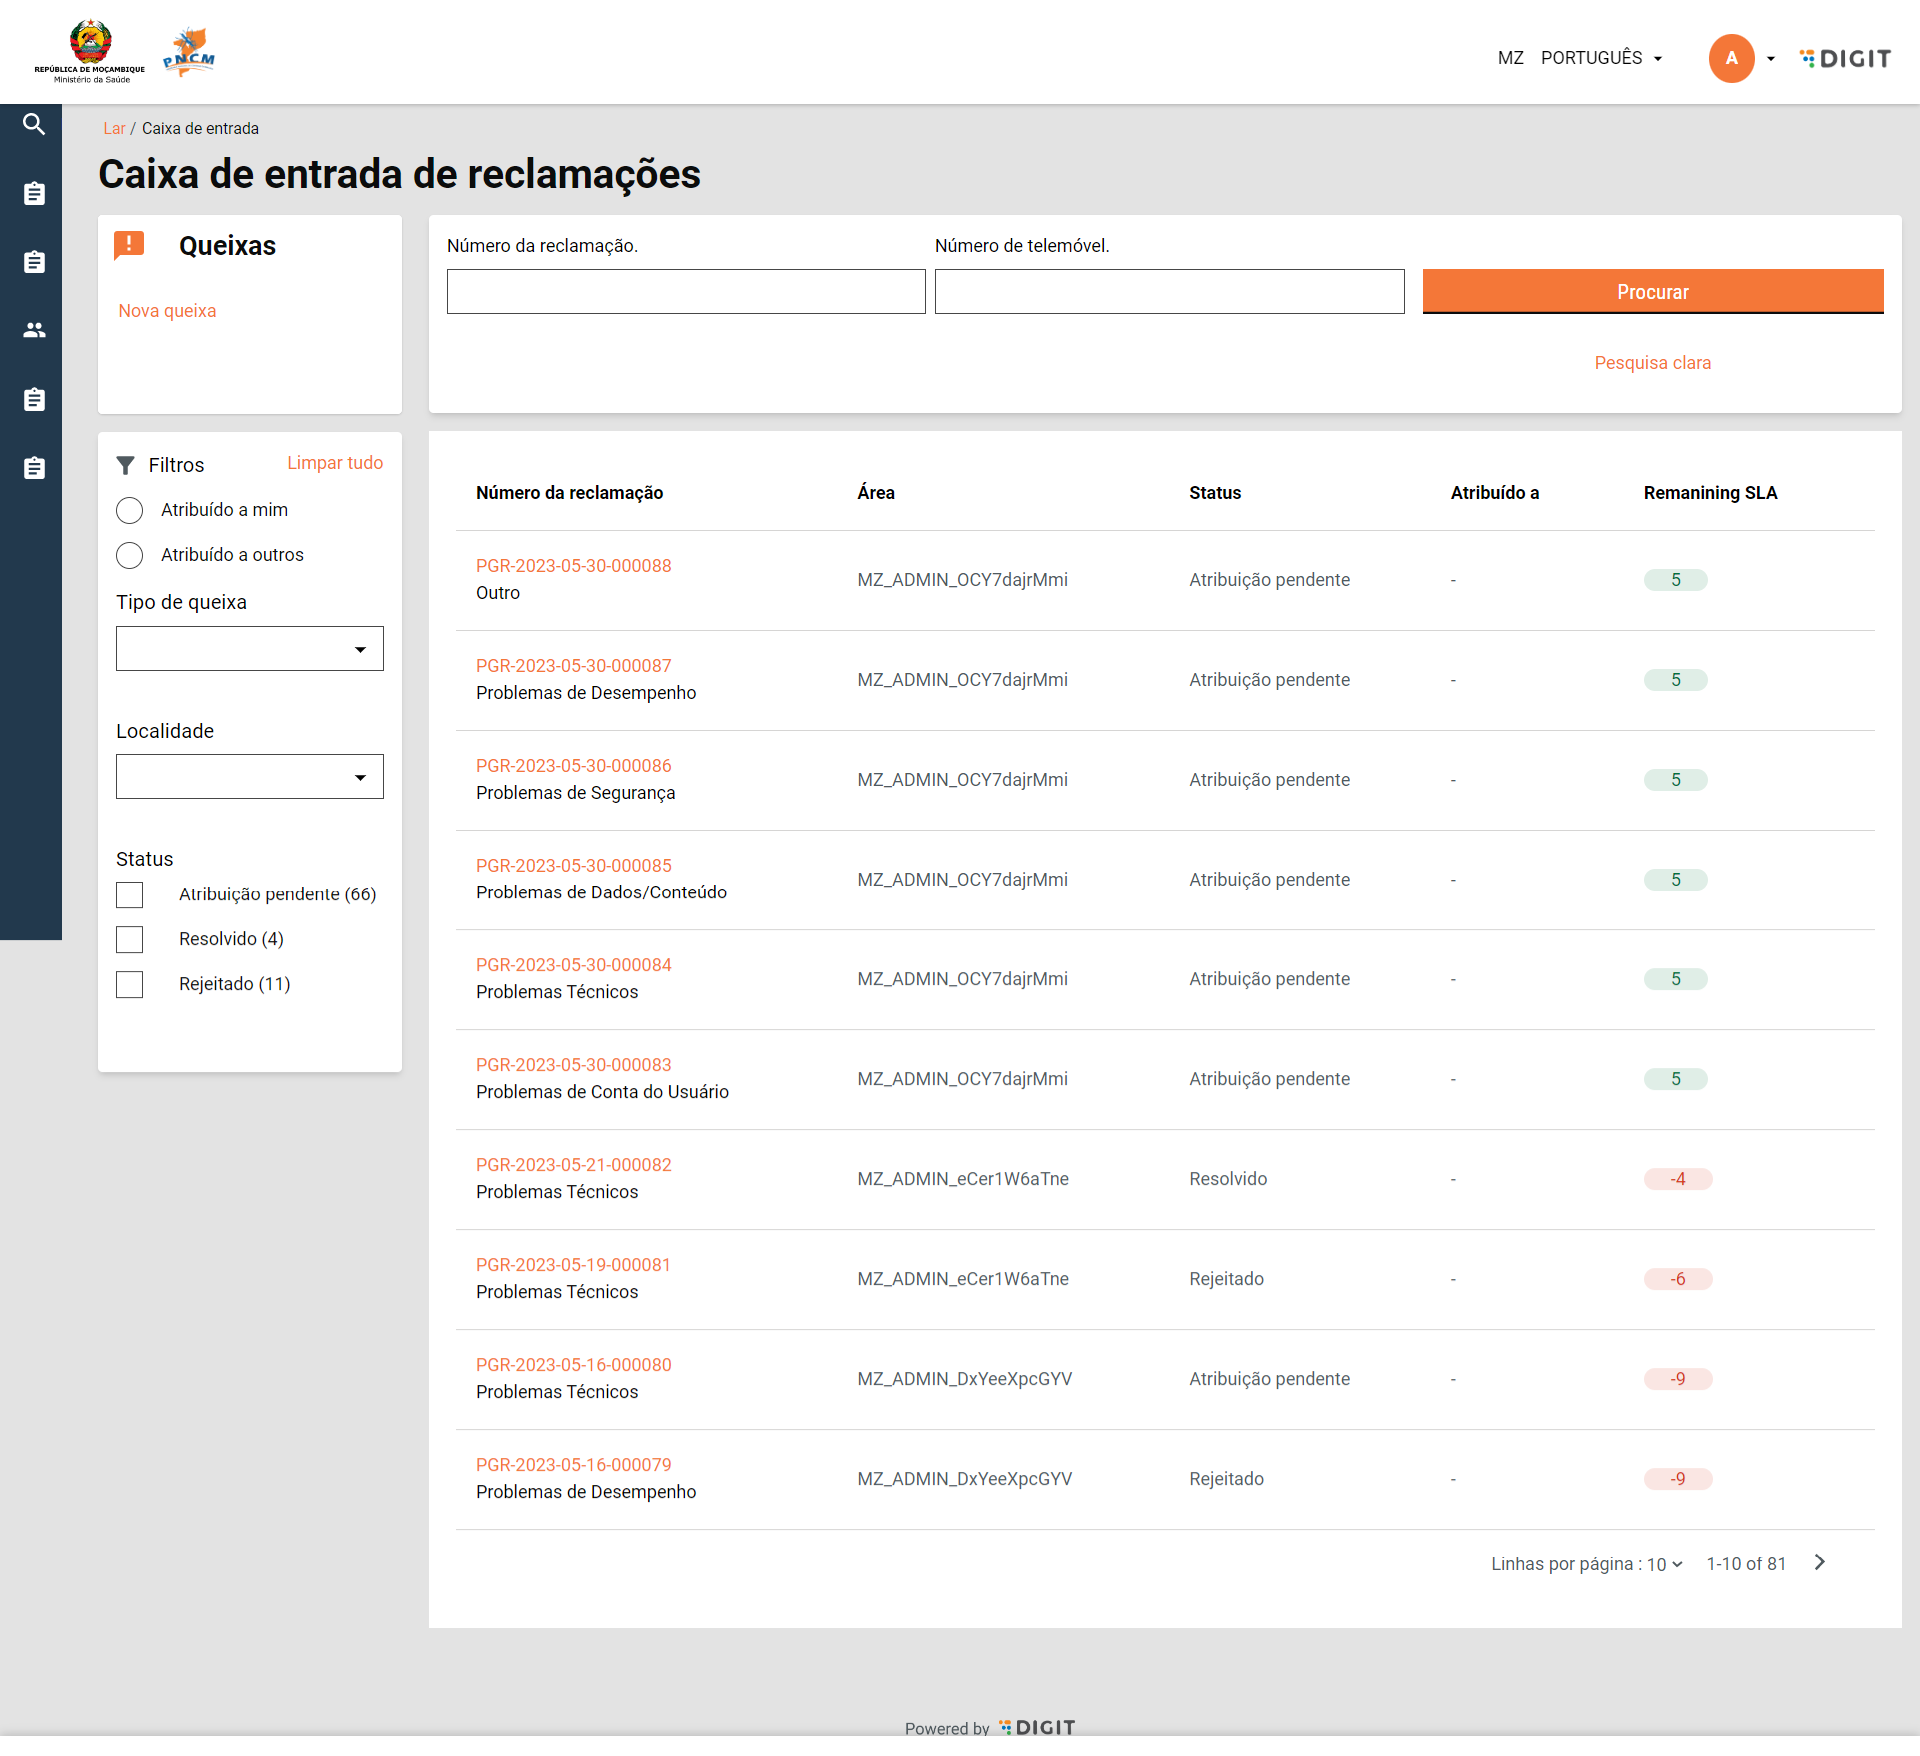 REPÚBLICA DE MOÇAMBIQUE
Ministério da Saúde
PNCM
MZ PORTUGUÊS
A
DIGIT
Lar / Caixa de entrada
Caixa de entrada de reclamações
Queixas
Nova queixa
Número da reclamação.
Número de telemóvel.
Procurar
Pesquisa clara
Filtros
Limpar tudo
Atribuído a mim
Atribuído a outros
Tipo de queixa
Localidade
Status
Atribuição pendente (66)
Resolvido (4)
Rejeitado (11)
Número da reclamação Área Status Atribuído a Remanining SLA
PGR-2023-05-30-000088
Outro
MZ_ADMIN_OCY7dajrMmi Atribuição pendente - 5
PGR-2023-05-30-000087
Problemas de Desempenho
MZ_ADMIN_OCY7dajrMmi Atribuição pendente - 5
PGR-2023-05-30-000086
Problemas de Segurança
MZ_ADMIN_OCY7dajrMmi Atribuição pendente - 5
PGR-2023-05-30-000085
Problemas de Dados/Conteúdo
MZ_ADMIN_OCY7dajrMmi Atribuição pendente - 5
PGR-2023-05-30-000084
Problemas Técnicos
MZ_ADMIN_OCY7dajrMmi Atribuição pendente - 5
PGR-2023-05-30-000083
Problemas de Conta do Usuário
MZ_ADMIN_OCY7dajrMmi Atribuição pendente - 5
PGR-2023-05-21-000082
Problemas Técnicos
MZ_ADMIN_eCer1W6aTne Resolvido - -4
PGR-2023-05-19-000081
Problemas Técnicos
MZ_ADMIN_eCer1W6aTne Rejeitado - -6
PGR-2023-05-16-000080
Problemas Técnicos
MZ_ADMIN_DxYeeXpcGYV Atribuição pendente - -9
PGR-2023-05-16-000079
Problemas de Desempenho
MZ_ADMIN_DxYeeXpcGYV Rejeitado - -9
Linhas por página : 10 1-10 of 81
Powered by DIGIT